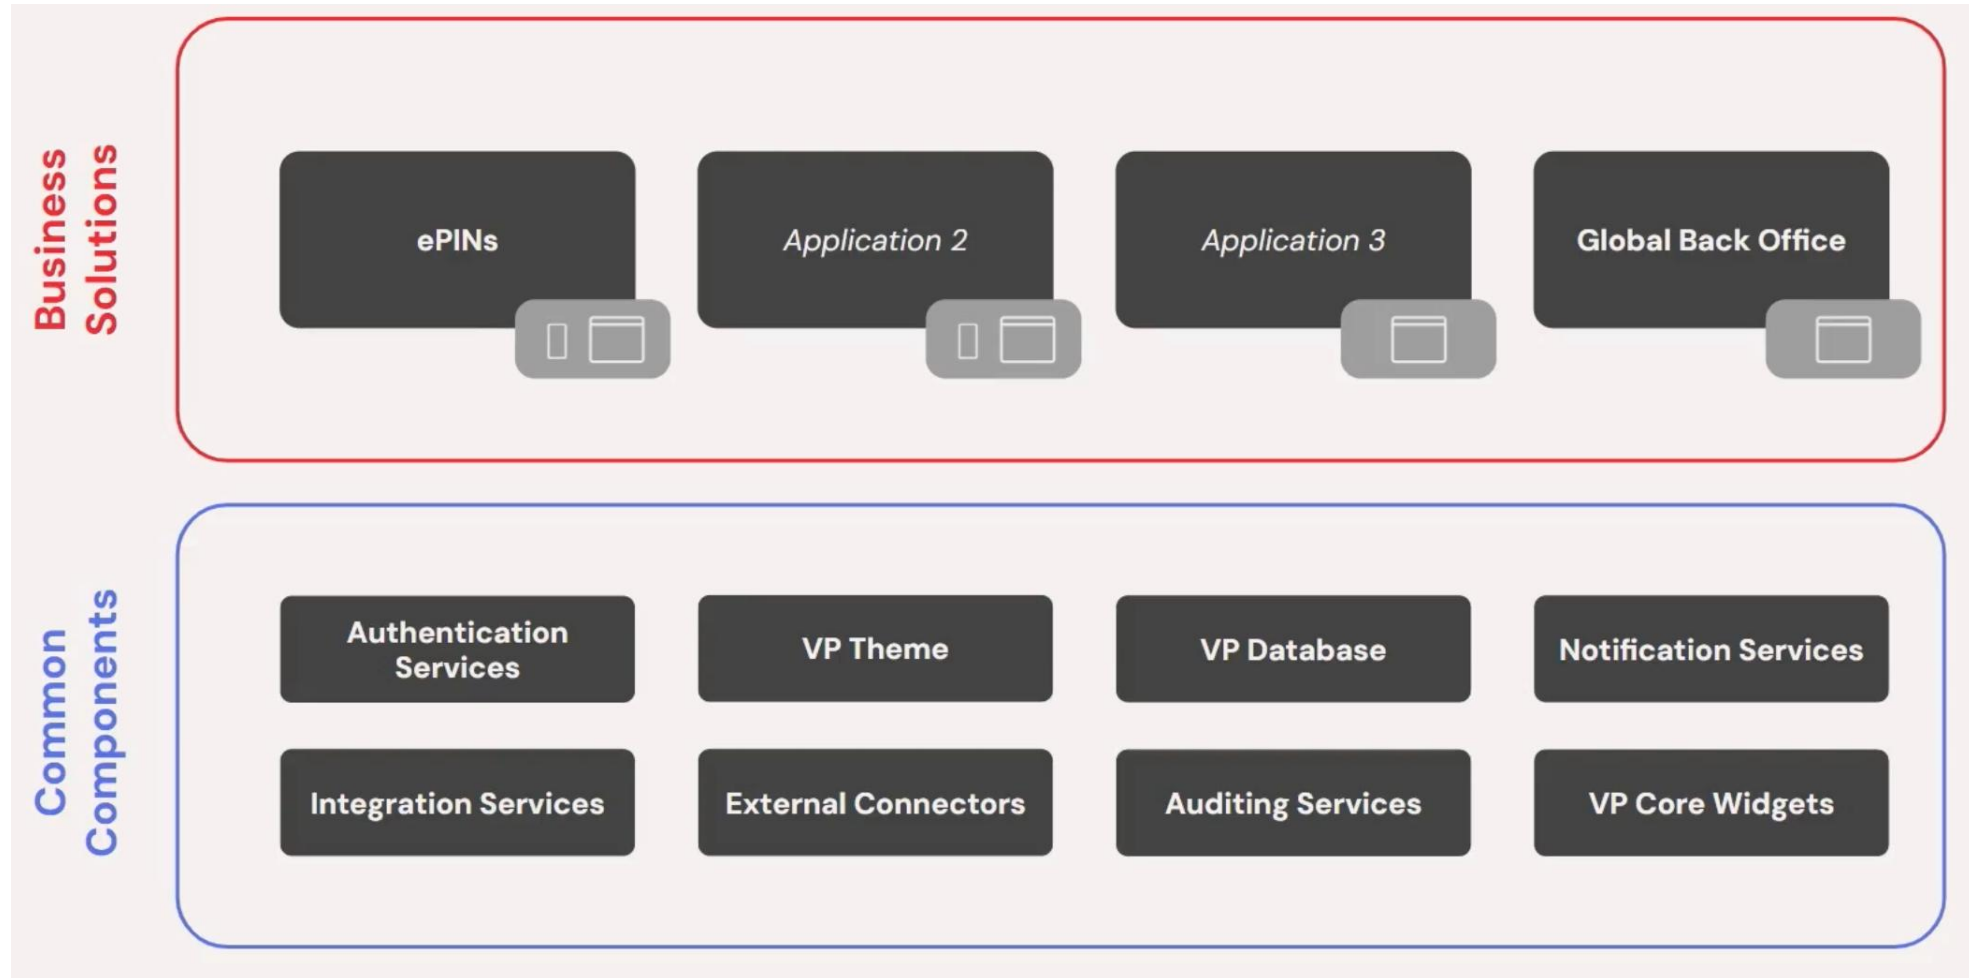 Business
Solutions
ePINs
Application 2
Application 3
Global Back Office
Common
Components
Authentication
Services
VP Theme
VP Database
Notification Services
Integration Services
External Connectors
Auditing Services
VP Core Widgets